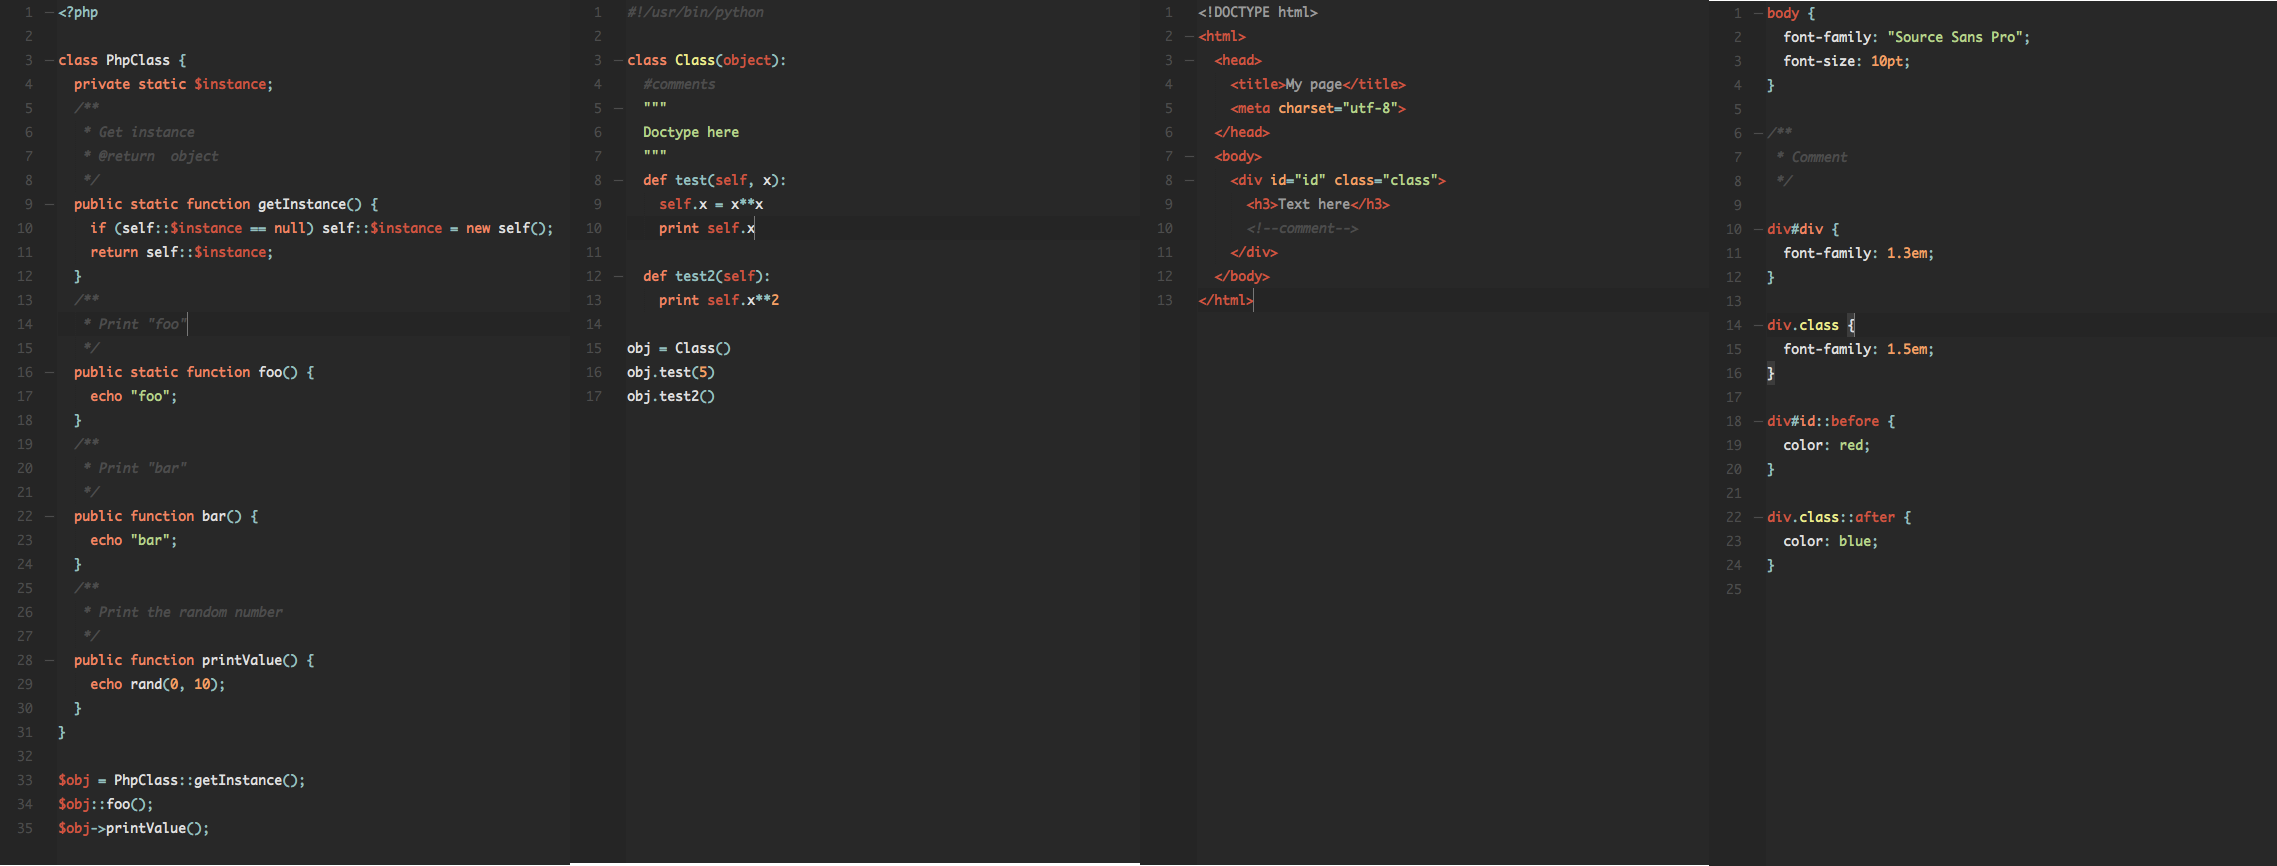 1 <?php
2
3 class PhpClass {
4   private static $instance;
5   /**
6    * Get instance
7    * @return  object
8    */
9   public static function getInstance() {
10     if (self::$instance == null) self::$instance = new self();
11     return self::$instance;
12   }
13   /**
14    * Print "foo"
15    */
16   public static function foo() {
17     echo "foo";
18   }
19   /**
20    * Print "bar"
21    */
22   public function bar() {
23     echo "bar";
24   }
25   /**
26    * Print the random number
27    */
28   public function printValue() {
29     echo rand(0, 10);
30   }
31 }
32
33 $obj = PhpClass::getInstance();
34 $obj::foo();
35 $obj->printValue();
1 #!/usr/bin/python
2
3 class Class(object):
4   #comments
5   """
6   Doctype here
7   """
8   def test(self, x):
9     self.x = x**x
10     print self.x
11
12   def test2(self):
13     print self.x**2
14
15 obj = Class()
16 obj.test(5)
17 obj.test2()
1 <!DOCTYPE html>
2 <html>
3   <head>
4     <title>My page</title>
5     <meta charset="utf-8">
6   </head>
7   <body>
8     <div id="id" class="class">
9       <h3>Text here</h3>
10       <!--comment-->
11     </div>
12   </body>
13 </html>
1 body {
2   font-family: "Source Sans Pro";
3   font-size: 10pt;
4 }
5
6 /**
7  * Comment
8  */
9
10 div#div {
11   font-family: 1.3em;
12 }
13
14 div.class {
15   font-family: 1.5em;
16 }
17
18 div#id::before {
19   color: red;
20 }
21
22 div.class::after {
23   color: blue;
24 }
25